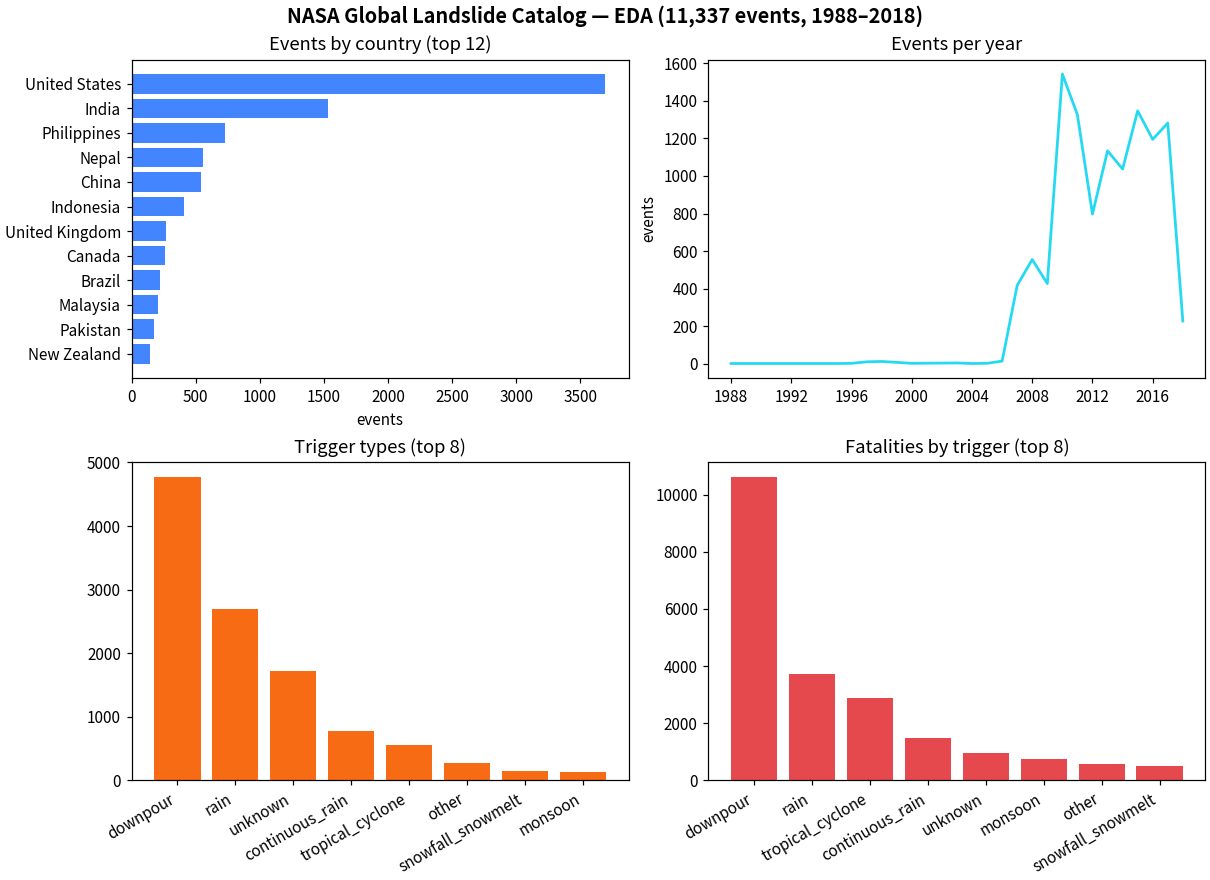 NASA Global Landslide Catalog — EDA (11,337 events, 1988–2018)
Events by country (top 12)
United States
India
Philippines
Nepal
China
Indonesia
United Kingdom
Canada
Brazil
Malaysia
Pakistan
New Zealand
0 500 1000 1500 2000 2500 3000 3500
events
Events per year
events
1600
1400
1200
1000
800
600
400
200
0
1988 1992 1996 2000 2004 2008 2012 2016
Trigger types (top 8)
5000
4000
3000
2000
1000
0
downpour
rain
unknown
continuous_rain
tropical_cyclone
other
snowfall_snowmelt
monsoon
Fatalities by trigger (top 8)
10000
8000
6000
4000
2000
0
downpour
rain
tropical_cyclone
continuous_rain
unknown
monsoon
other
snowfall_snowmelt